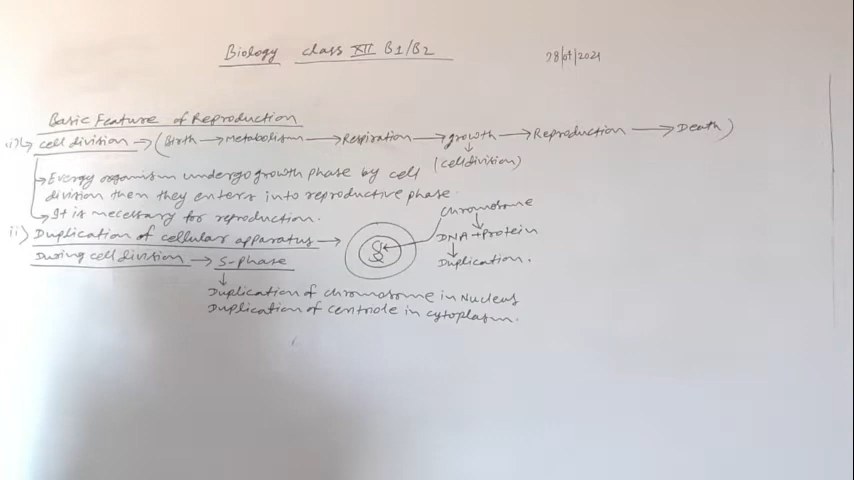 Biology class XII B1/B2
28/04/2021
Basic Feature of Reproduction
i) → cell division → (Birth → Metabolism → Respiration → growth → Reproduction → Death)
↓
(cell division)
→ Evergy organism undergo growth phase by cell
division then they enters into reproductive phase.
→ It is necessary for reproduction.
chromosome
↓
ii) Duplication of cellular apparatus →
DNA + Protein
↓
During cell division → S-phase
Duplication.
↓
Duplication of chromosome in Nucleus
Duplication of centriole in cytoplasm.